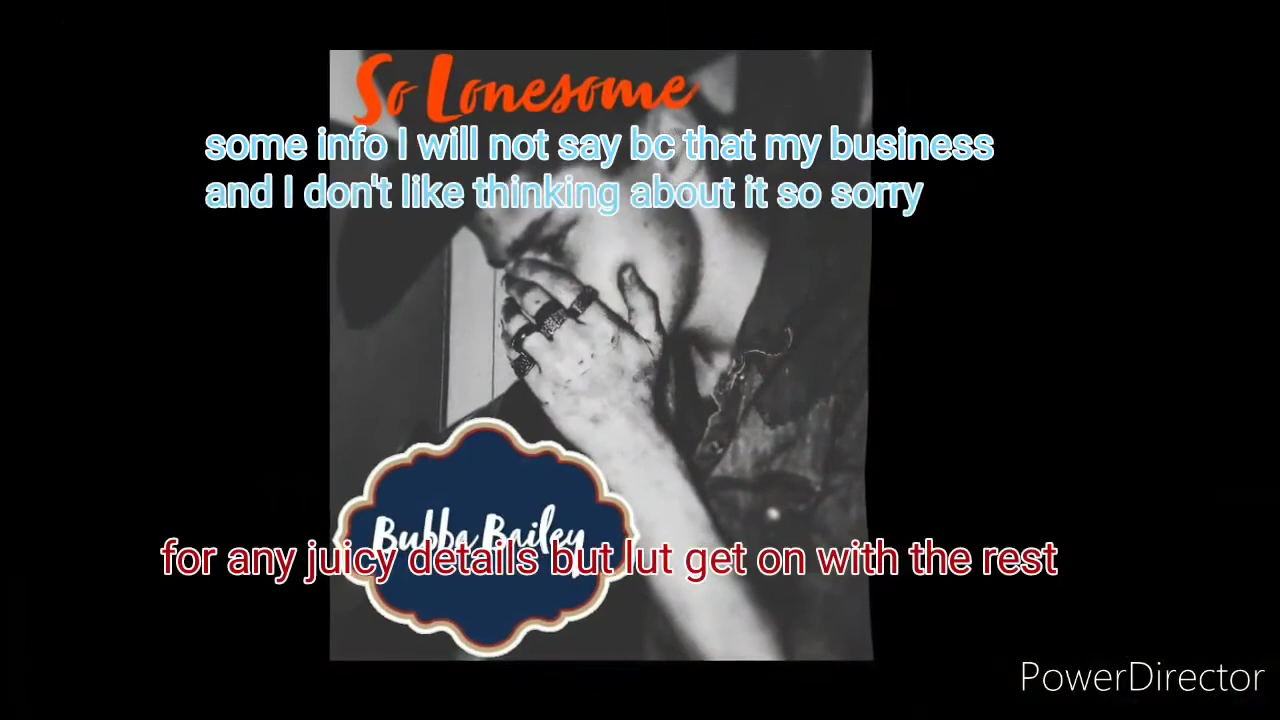 So Lonesome
some info I will not say bc that my business
and I don't like thinking about it so sorry
Bubba Bailey
for any juicy details but lut get on with the rest
PowerDirector